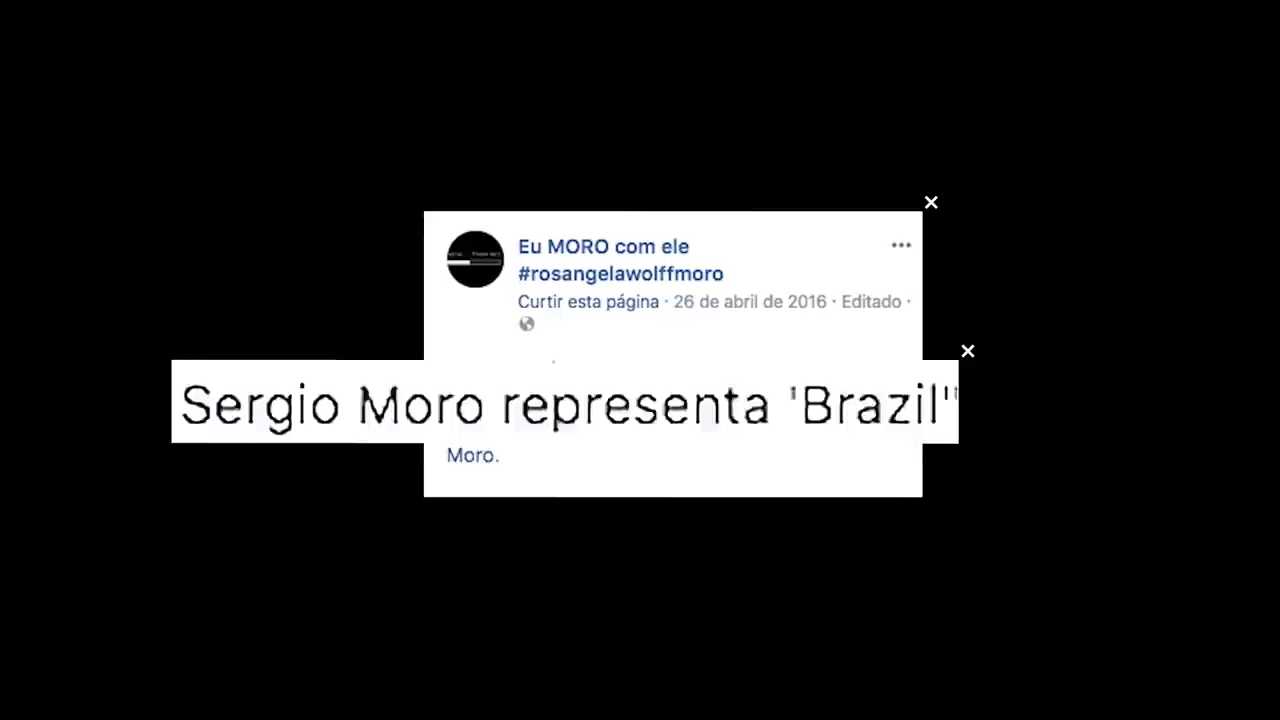 Eu MORO com ele
#rosangelawolffmoro
Curtir esta página · 26 de abril de 2016 · Editado ·
Sergio Moro representa 'Brazil"
Moro.